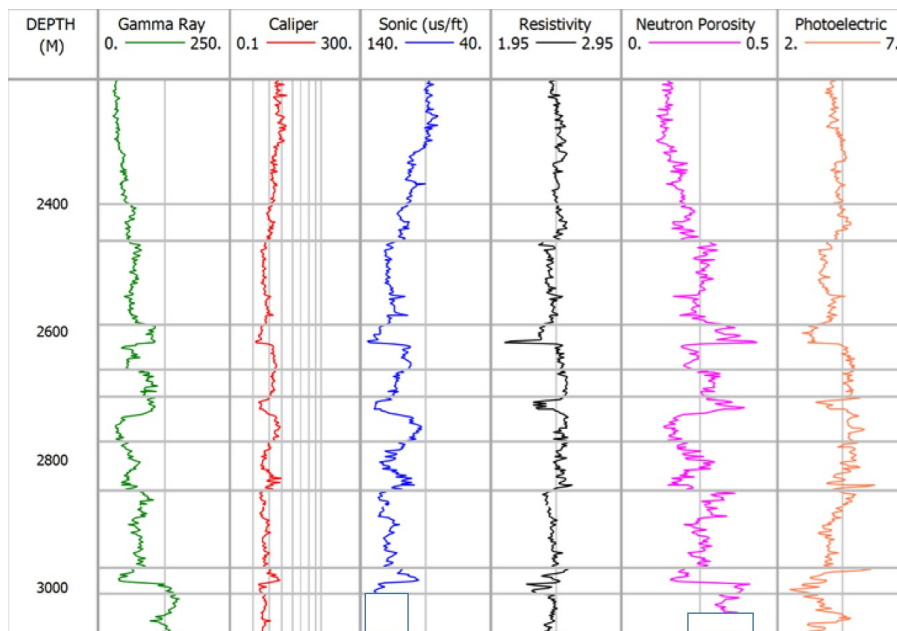 DEPTH
(M)
Gamma Ray
0. 250.
Caliper
0.1 300.
Sonic (us/ft)
140. 40.
Resistivity
1.95 2.95
Neutron Porosity
0. 0.5
Photoelectric
2. 7.
2400
2600
2800
3000